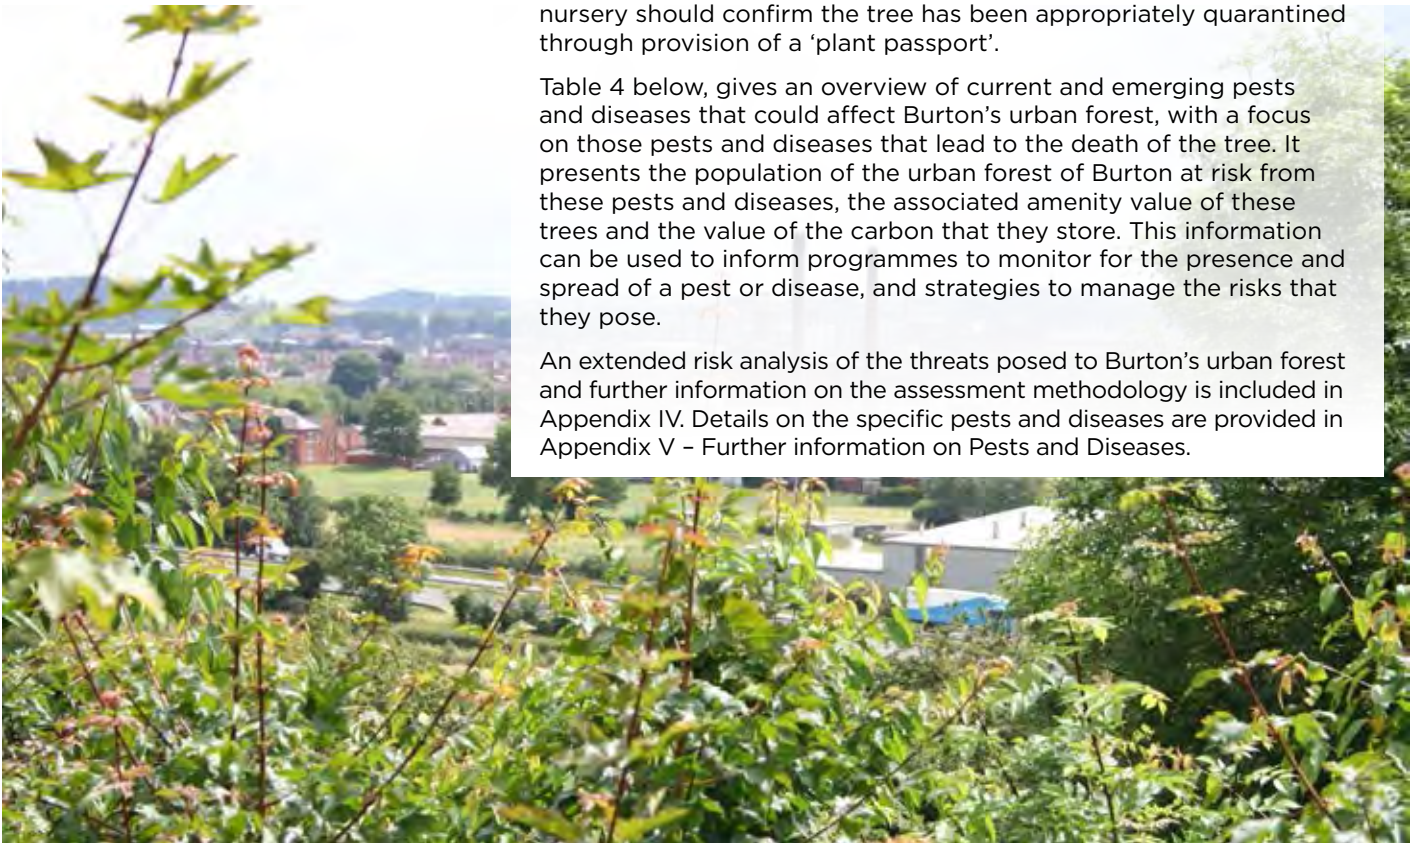 nursery should confirm the tree has been appropriately quarantined
through provision of a ‘plant passport’.
Table 4 below, gives an overview of current and emerging pests
and diseases that could affect Burton’s urban forest, with a focus
on those pests and diseases that lead to the death of the tree. It
presents the population of the urban forest of Burton at risk from
these pests and diseases, the associated amenity value of these
trees and the value of the carbon that they store. This information
can be used to inform programmes to monitor for the presence and
spread of a pest or disease, and strategies to manage the risks that
they pose.
An extended risk analysis of the threats posed to Burton’s urban forest
and further information on the assessment methodology is included in
Appendix IV. Details on the specific pests and diseases are provided in
Appendix V – Further information on Pests and Diseases.